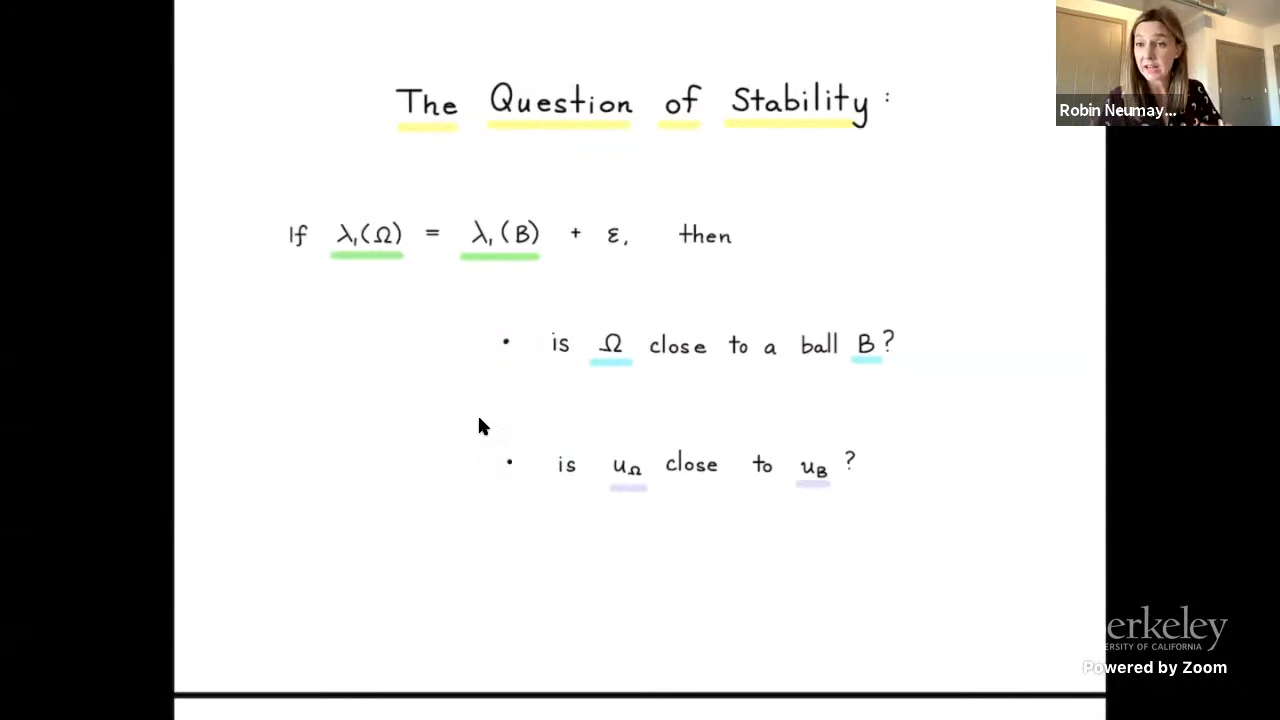 The Question of Stability:
Robin Neumay...
If λ₁(Ω) = λ₁(B) + ε, then
• is Ω close to a ball B?
• is u_Ω close to u_B ?
erkeley
ERSITY OF CALIFORNIA
Powered by Zoom